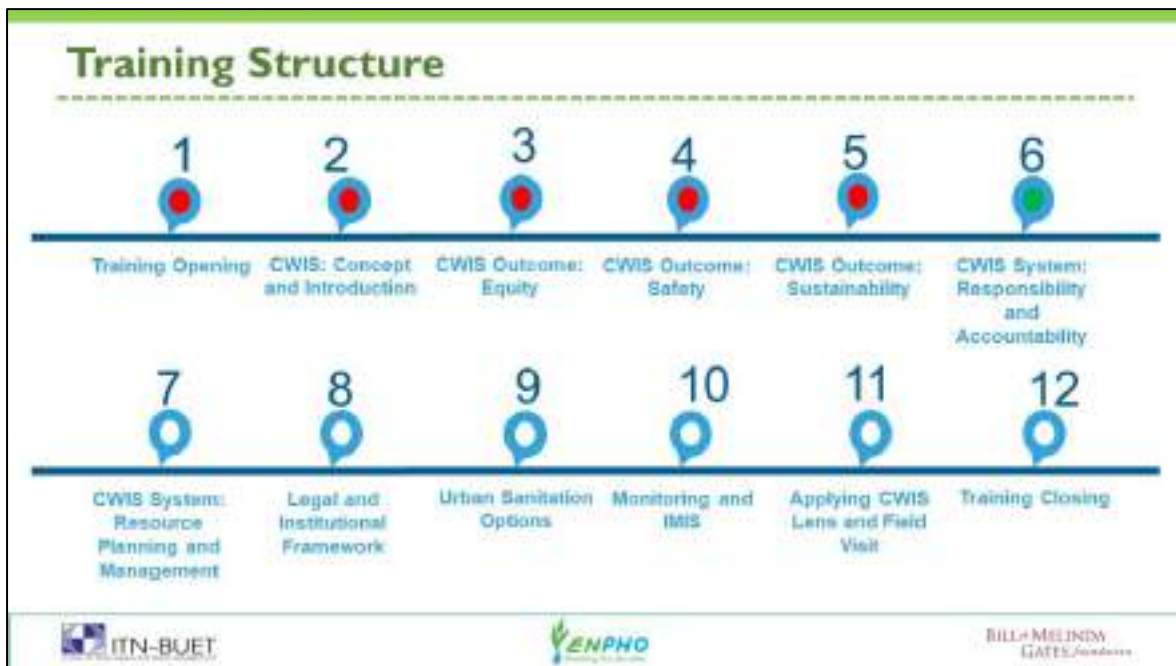 Training Structure
1 2 3 4 5 6
Training Opening
CWIS: Concept
and Introduction
CWIS Outcome:
Equity
CWIS Outcome:
Safety
CWIS Outcome:
Sustainability
CWIS System:
Responsibility
and
Accountability
7 8 9 10 11 12
CWIS System:
Resource
Planning and
Management
Legal and
Institutional
Framework
Urban Sanitation
Options
Monitoring and
IMIS
Applying CWIS
Lens and Field
Visit
Training Closing
ITN-BUET
ENPHO
BILL & MELINDA
GATES foundation